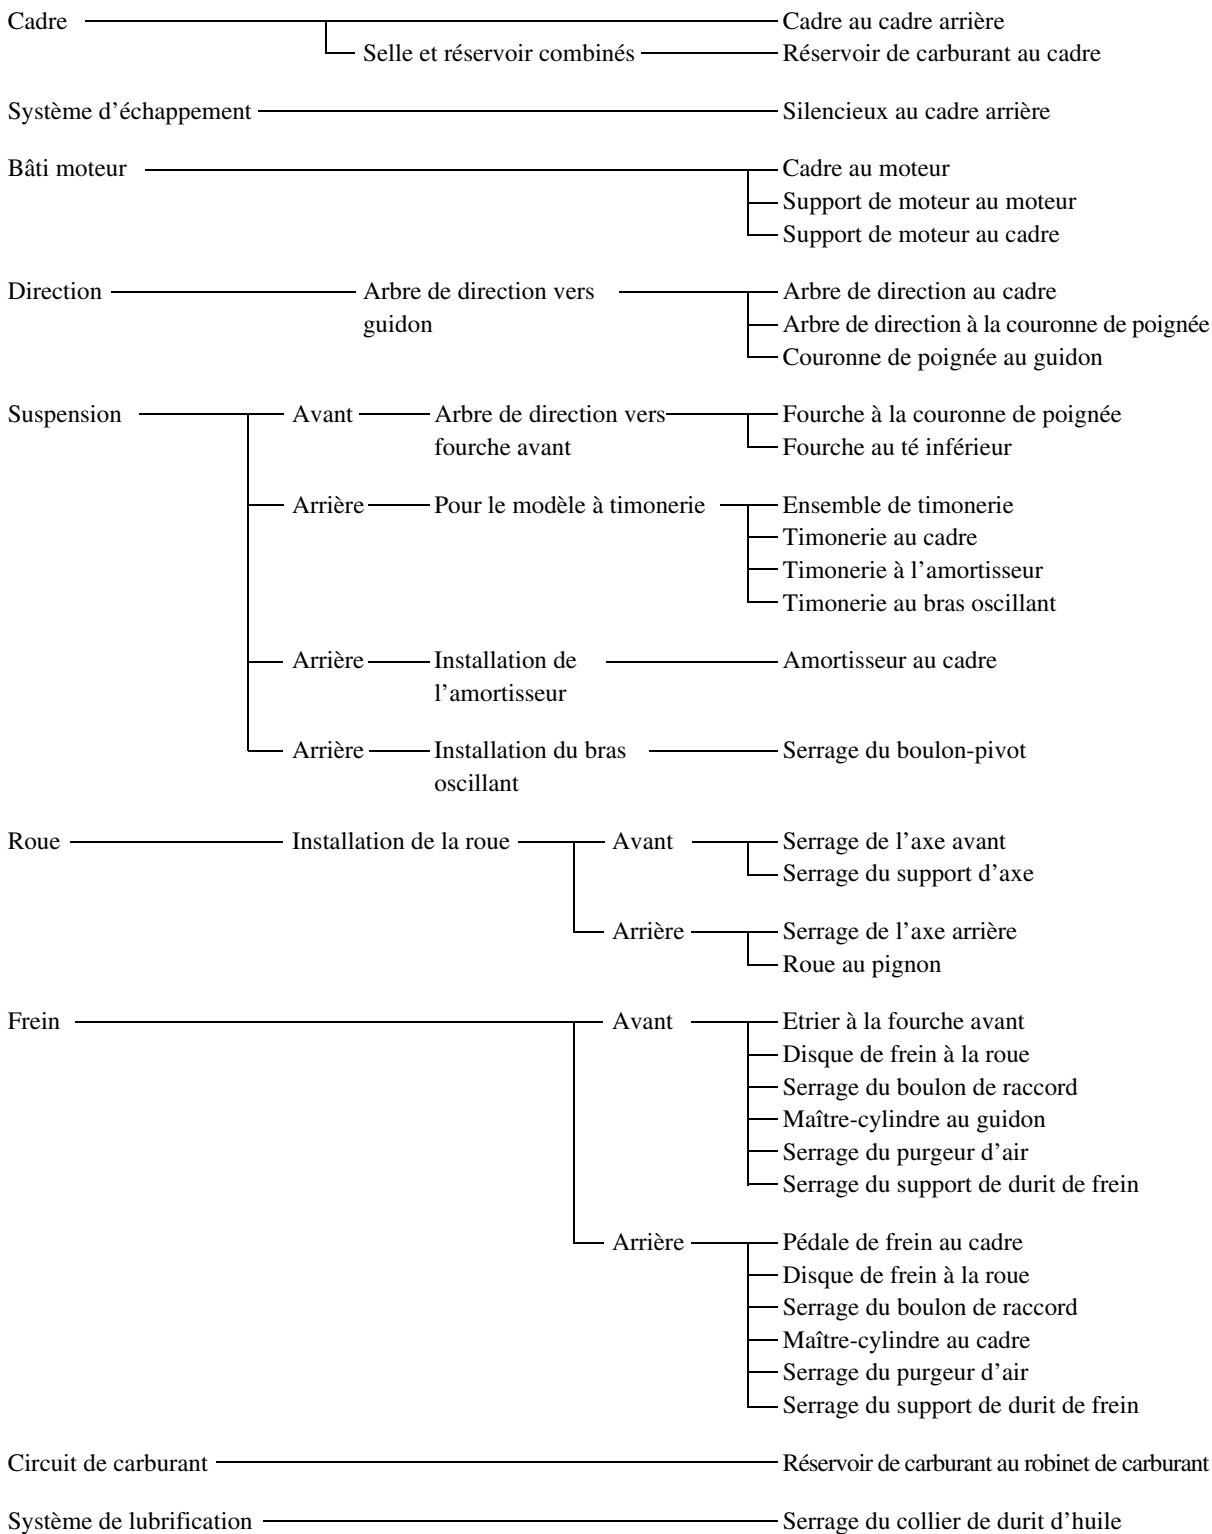 Cadre Cadre au cadre arrière
Selle et réservoir combinés Réservoir de carburant au cadre
Système d'échappement Silencieux au cadre arrière
Bâti moteur Cadre au moteur
Support de moteur au moteur
Support de moteur au cadre
Direction Arbre de direction vers Arbre de direction au cadre
guidon Arbre de direction à la couronne de poignée
Couronne de poignée au guidon
Suspension Avant Arbre de direction vers Fourche à la couronne de poignée
fourche avant Fourche au té inférieur
Arrière Pour le modèle à timonerie Ensemble de timonerie
Timonerie au cadre
Timonerie à l'amortisseur
Timonerie au bras oscillant
Arrière Installation de Amortisseur au cadre
l'amortisseur
Arrière Installation du bras Serrage du boulon-pivot
oscillant
Roue Installation de la roue Avant Serrage de l'axe avant
Serrage du support d'axe
Arrière Serrage de l'axe arrière
Roue au pignon
Frein Avant Etrier à la fourche avant
Disque de frein à la roue
Serrage du boulon de raccord
Maître-cylindre au guidon
Serrage du purgeur d'air
Serrage du support de durit de frein
Arrière Pédale de frein au cadre
Disque de frein à la roue
Serrage du boulon de raccord
Maître-cylindre au cadre
Serrage du purgeur d'air
Serrage du support de durit de frein
Circuit de carburant Réservoir de carburant au robinet de carburant
Système de lubrification Serrage du collier de durit d'huile